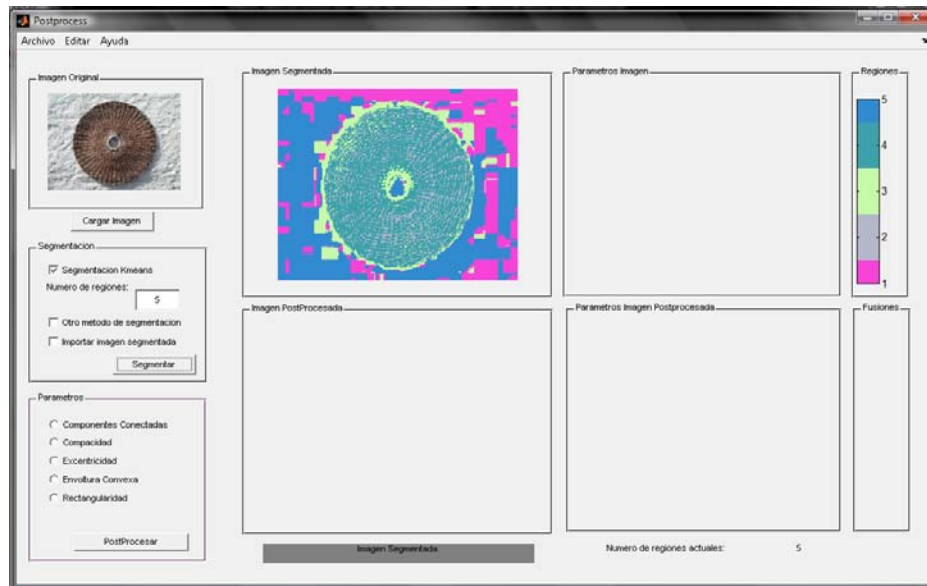 Postprocess
Archivo Editar Ayuda
Imagen Original
Cargar Imagen
Segmentacion
Segmentacion Kmeans
Numero de regiones:
5
Otro metodo de segmentacion
Importar imagen segmentada
Segmentar
Parametros
Componentes Conectadas
Compacidad
Excentricidad
Envoltura Convexa
Rectangularidad
PostProcesar
Imagen Segmentada
Parametros Imagen
Regiones
5
4
3
2
1
Imagen PostProcesada
Parametros Imagen Postprocesada
Fusiones
Imagen Segmentada
Numero de regiones actuales: 5